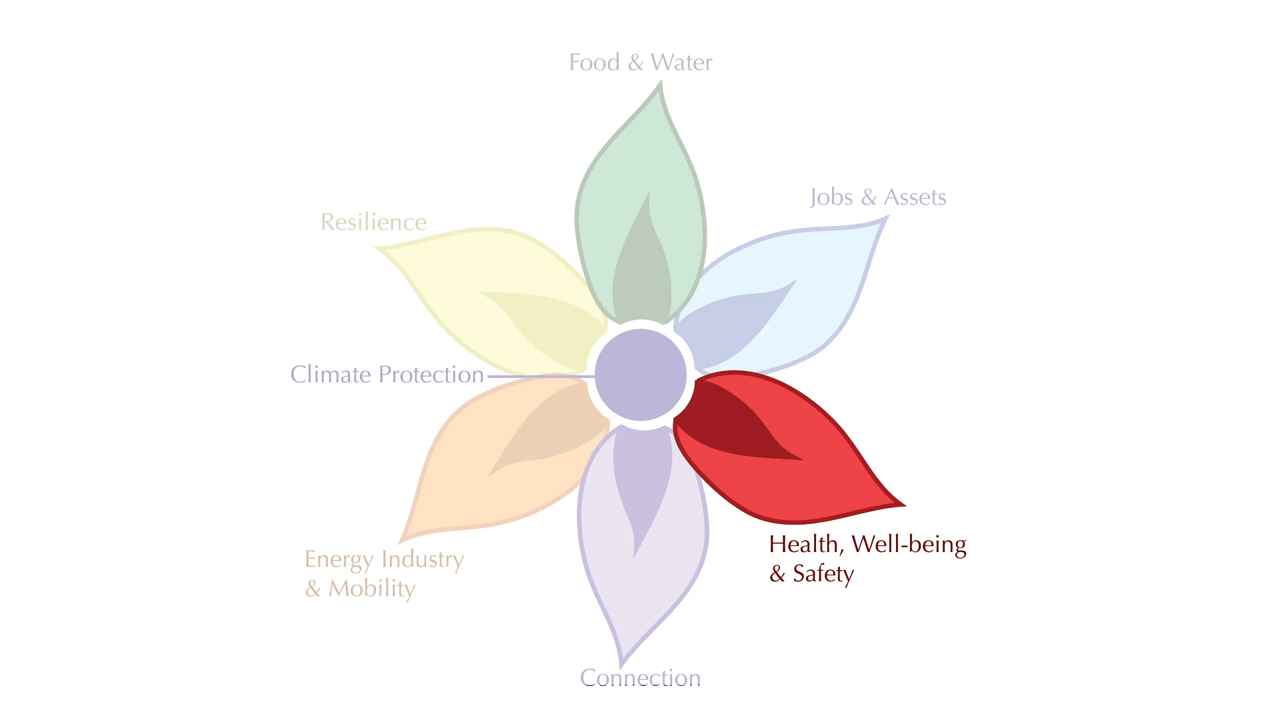 Food & Water
Jobs & Assets
Resilience
Climate Protection
Health, Well-being
& Safety
Energy Industry
& Mobility
Connection